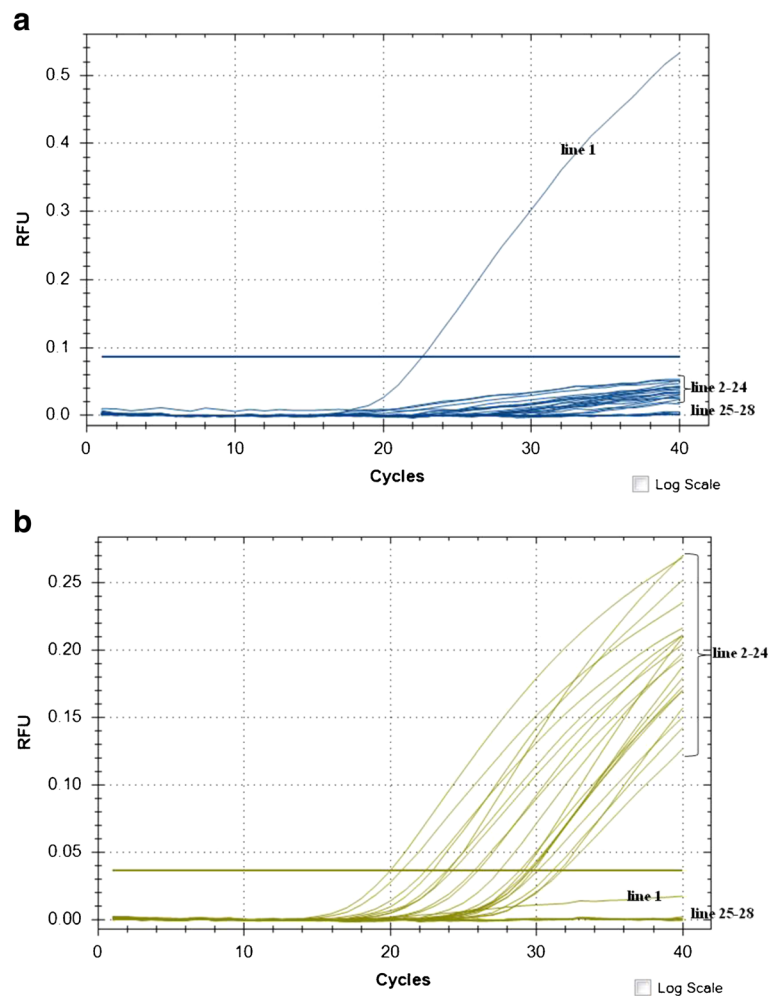 a
0.5
0.4
line 1
0.3
RFU
0.2
0.1
line 2-24
0.0
line 25-28
0 10 20 30 40
Cycles
Log Scale
b
0.25
0.20
line 2-24
RFU
0.15
0.10
0.05
line 1
0 00
line 25-28
0 10 20 30 40
Cycles
Log Scale